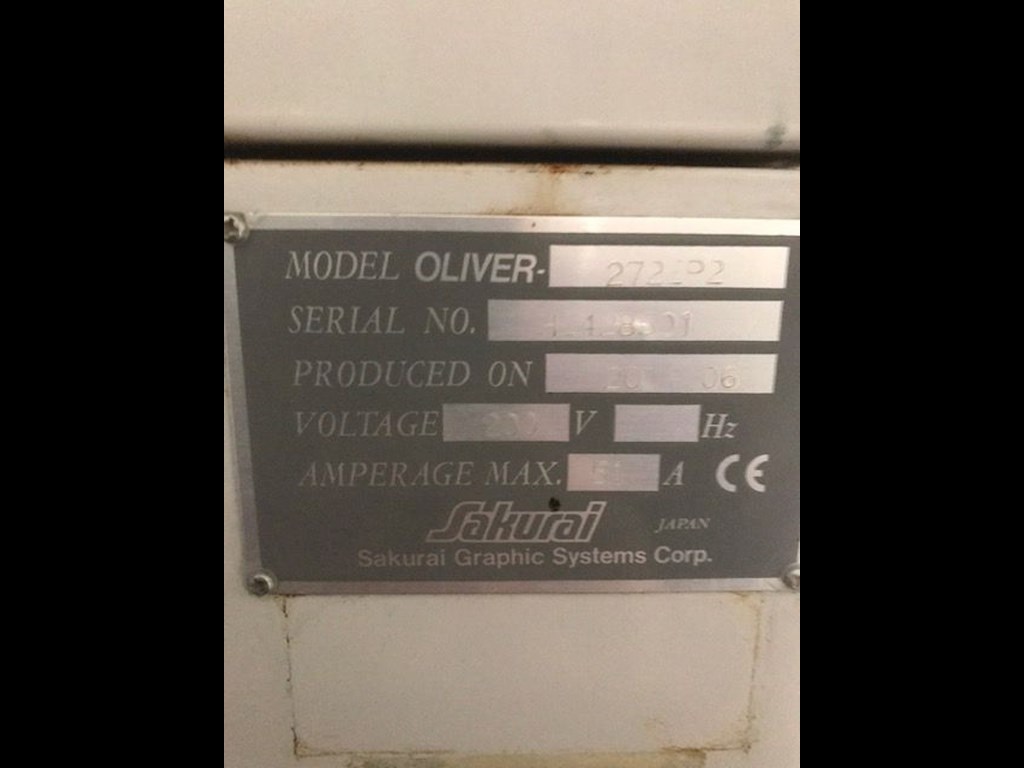 MODEL OLIVER-
SERIAL NO.
PRODUCED ON
VOLTAGE V Hz
AMPERAGE MAX. A CE
Sakurai JAPAN
Sakurai Graphic Systems Corp.